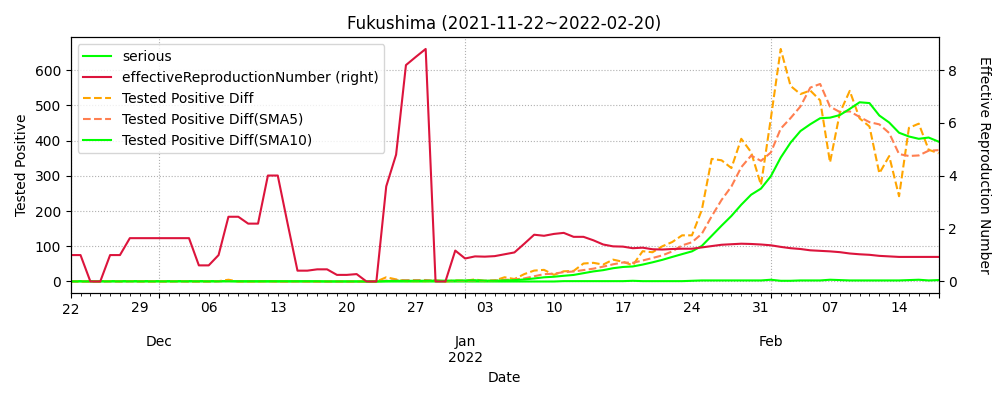 Fukushima (2021-11-22~2022-02-20)
serious
effectiveReproductionNumber (right)
Tested Positive Diff
Tested Positive Diff(SMA5)
Tested Positive Diff(SMA10)
Tested Positive
600
500
400
300
200
100
0
8
6
4
2
0
Effective Reproduction Number
22 29 06 13 20 27 03 10 17 24 31 07 14
Dec Jan Feb
2022
Date